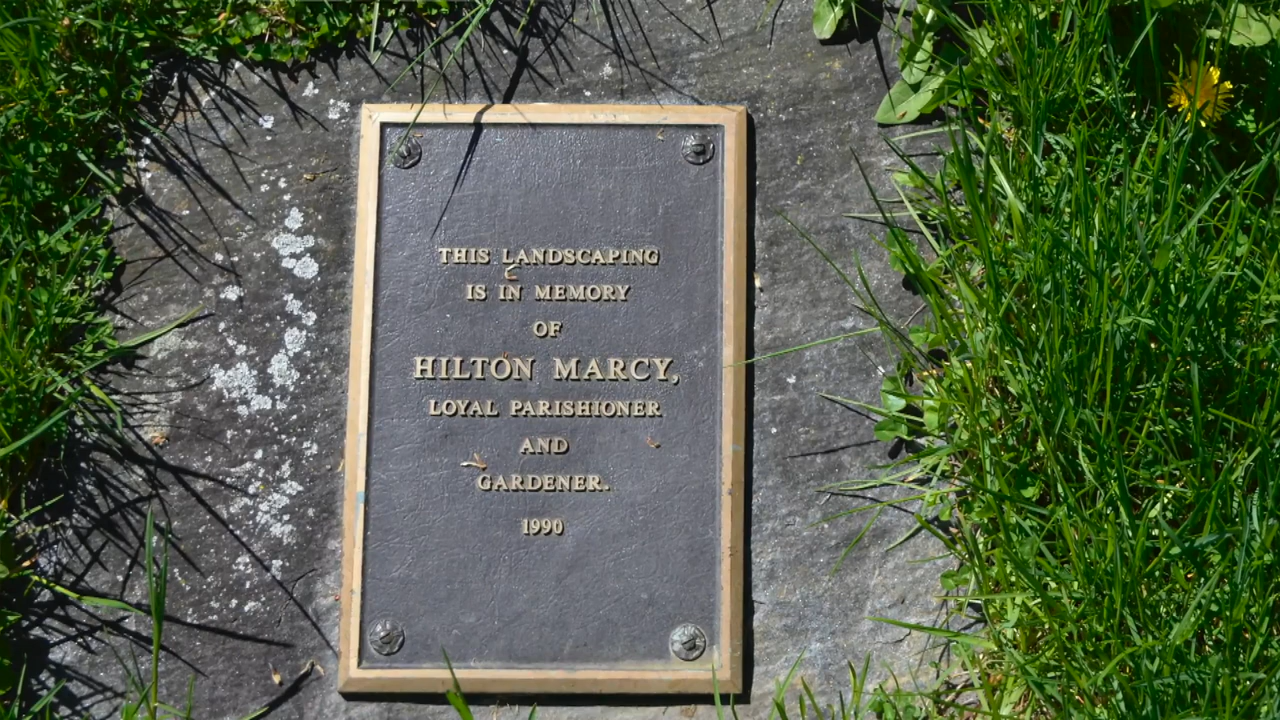 THIS LANDSCAPING
IS IN MEMORY
OF
HILTON MARCY,
LOYAL PARISHIONER
AND
GARDENER.
1990